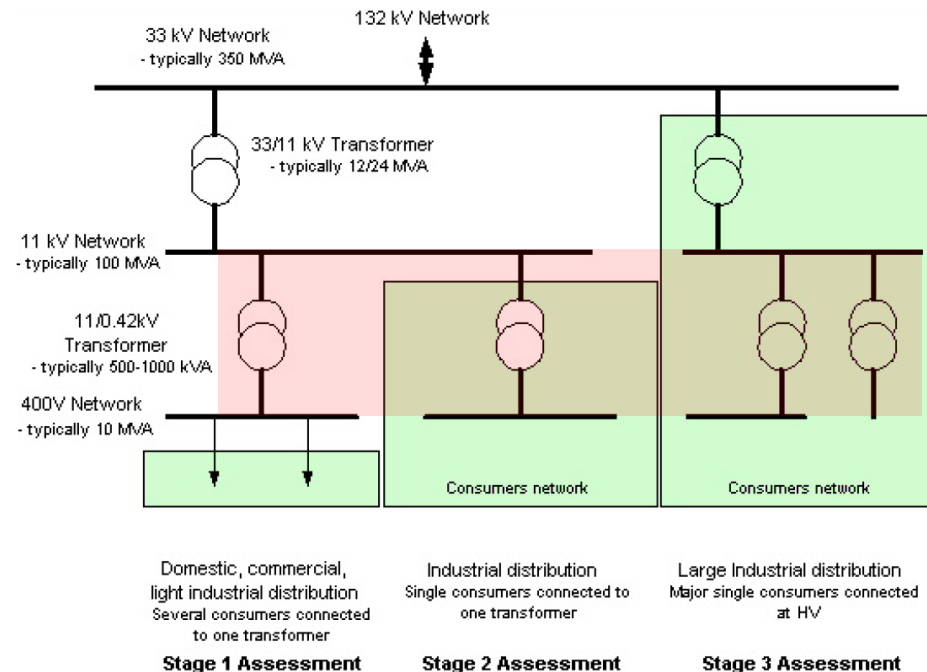 132 kV Network
33 kV Network
- typically 350 MVA
33/11 kV Transformer
- typically 12/24 MVA
11 kV Network
- typically 100 MVA
11/0.42kV
Transformer
- typically 500-1000 kVA
400V Network
- typically 10 MVA
Consumers network
Consumers network
Domestic, commercial,
light industrial distribution
Several consumers connected
to one transformer
Stage 1 Assessment
Industrial distribution
Single consumers connected to
one transformer
Stage 2 Assessment
Large Industrial distribution
Major single consumers connected
at HV
Stage 3 Assessment